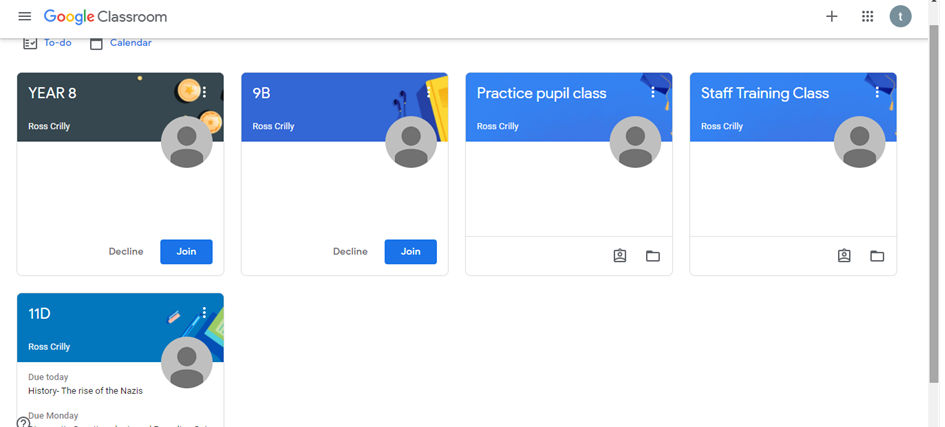 Google Classroom
t
To-do
Calendar
YEAR 8
Ross Crilly
Decline
Join
9B
Ross Crilly
Decline
Join
Practice pupil class
Ross Crilly
Staff Training Class
Ross Crilly
11D
Ross Crilly
Due today
History- The rise of the Nazis
Due Monday